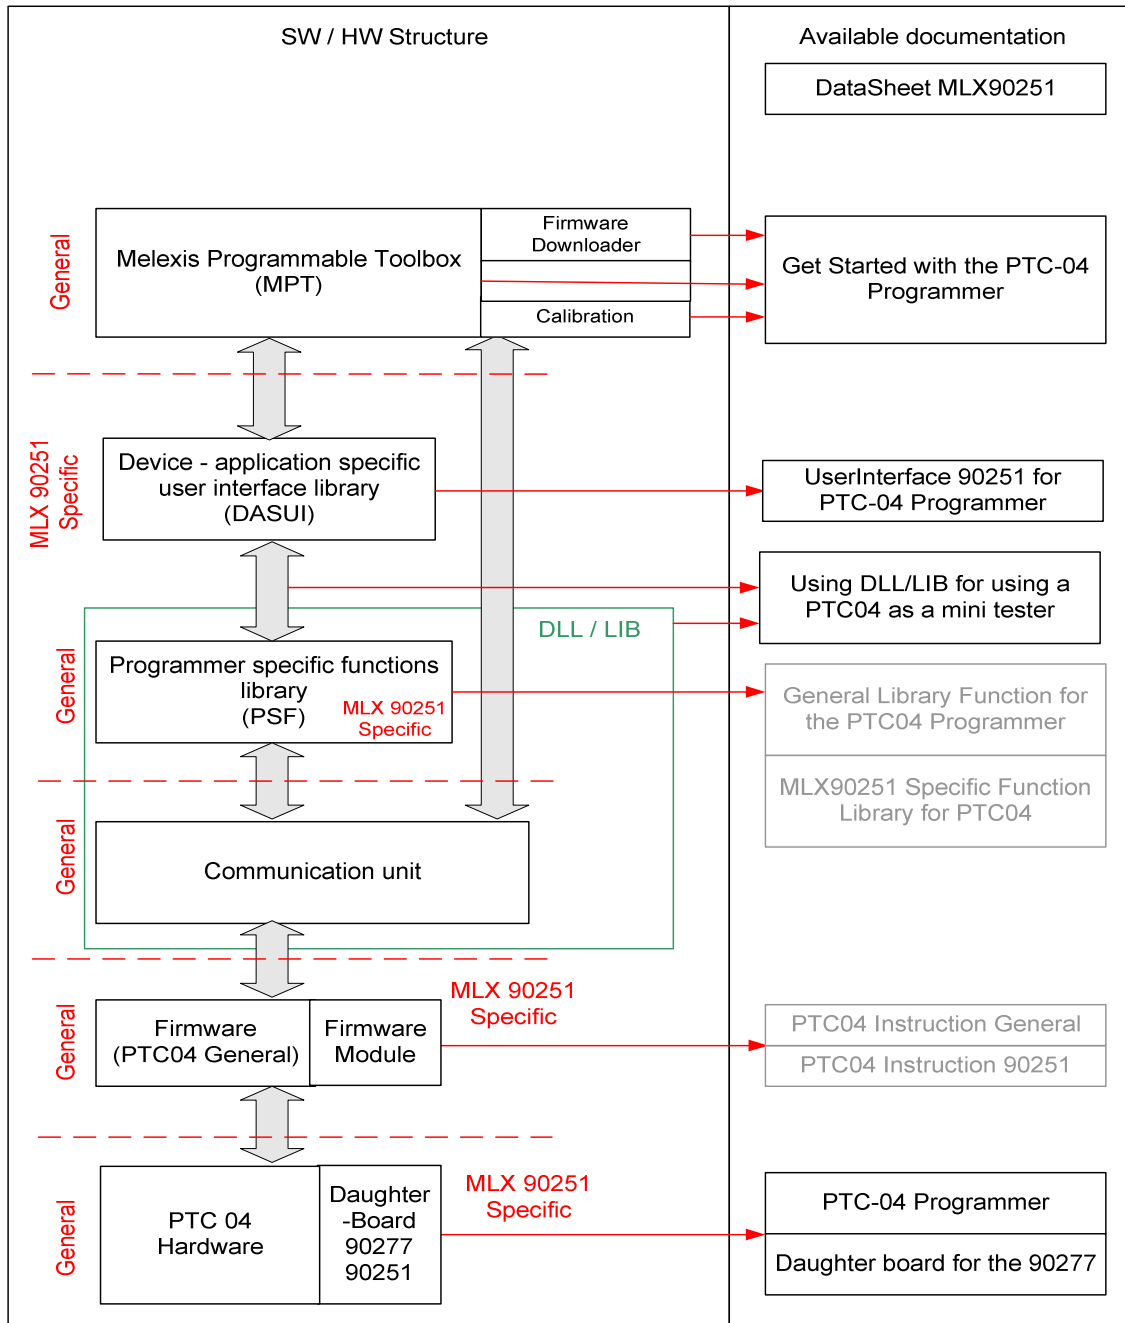 SW / HW Structure
Available documentation
DataSheet MLX90251
General
Melexis Programmable Toolbox
(MPT)
Firmware
Downloader
Calibration
Get Started with the PTC-04
Programmer
MLX 90251
Specific
Device - application specific
user interface library
(DASUI)
UserInterface 90251 for
PTC-04 Programmer
Using DLL/LIB for using a
PTC04 as a mini tester
DLL / LIB
General
Programmer specific functions
library
(PSF)
MLX 90251
Specific
General Library Function for
the PTC04 Programmer
MLX90251 Specific Function
Library for PTC04
General
Communication unit
General
Firmware
(PTC04 General)
Firmware
Module
MLX 90251
Specific
PTC04 Instruction General
PTC04 Instruction 90251
General
PTC 04
Hardware
Daughter
-Board
90277
90251
MLX 90251
Specific
PTC-04 Programmer
Daughter board for the 90277